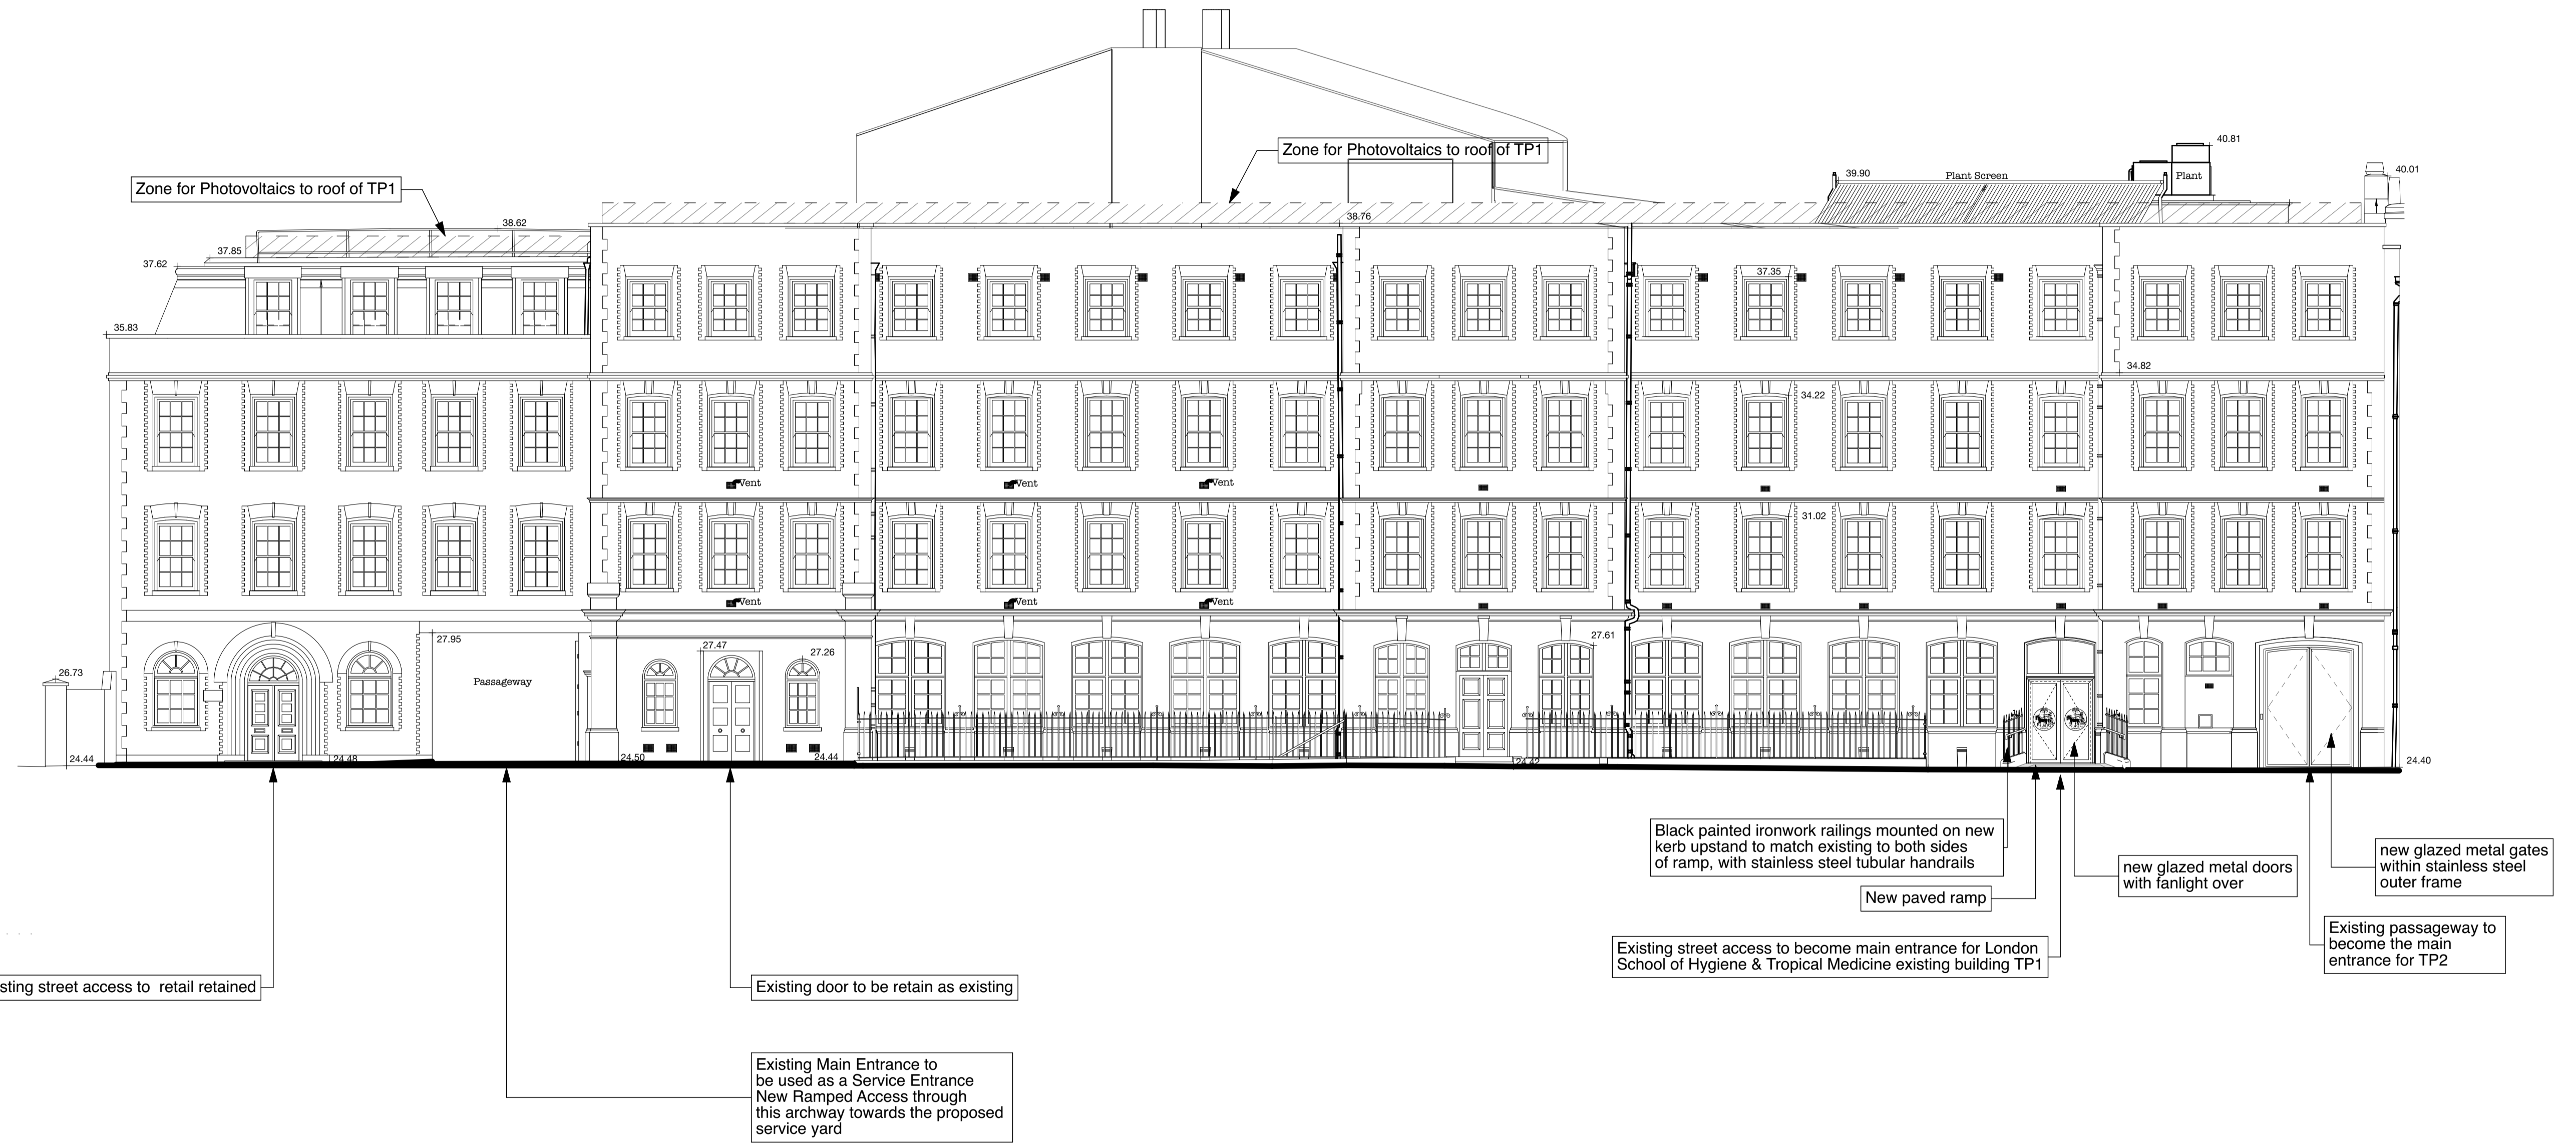 40.81
Zone for Photovoltaics to roof of TP1
40.01
39.90
Plant Screen
Plant
Zone for Photovoltaics to roof of TP1
38.76
38.62
37.85
37.62
37.35
35.83
34.82
34.22
Vent
Vent
Vent
31.02
Vent
Vent
Vent
27.95
27.47
27.26
27.61
26.73
Passageway
24.44
24.48
24.50
24.44
24.42
24.40
Black painted ironwork railings mounted on new
kerb upstand to match existing to both sides
of ramp, with stainless steel tubular handrails
new glazed metal doors
with fanlight over
new glazed metal gates
within stainless steel
outer frame
New paved ramp
Existing street access to become main entrance for London
School of Hygiene & Tropical Medicine existing building TP1
Existing passageway to
become the main
entrance for TP2
sting street access to retail retained
Existing door to be retain as existing
Existing Main Entrance to
be used as a Service Entrance
New Ramped Access through
this archway towards the proposed
service yard